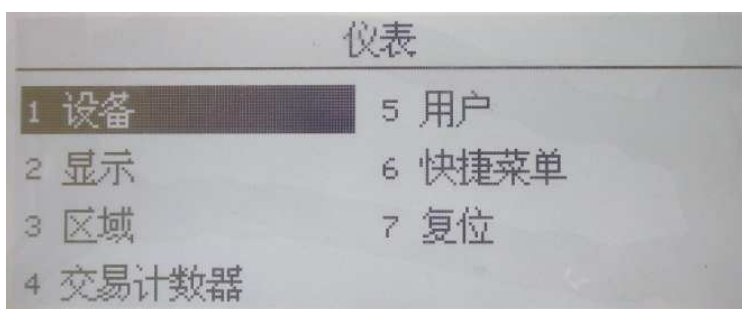 仪表
1 设备
2 显示
3 区域
4 交易计数器
5 用户
6 快捷菜单
7 复位